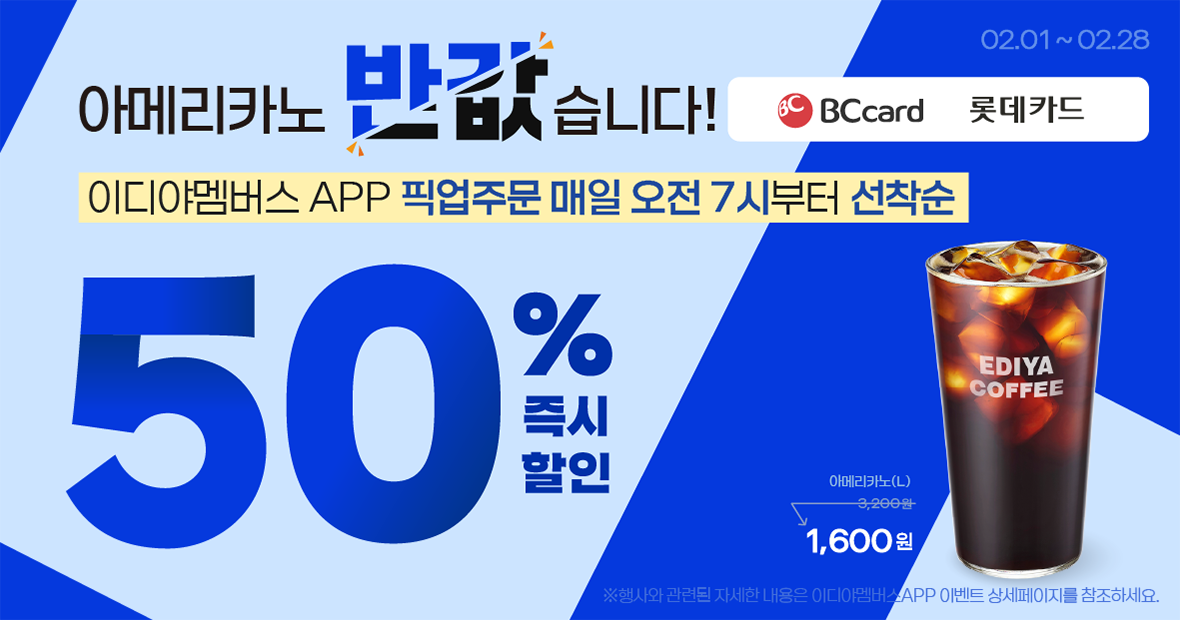 02.01 ~ 02.28
아메리카노 반값습니다!
BC BCcard 롯데카드
이디야멤버스 APP 픽업주문 매일 오전 7시부터 선착순
50%
즉시
할인
EDIYA
COFFEE
아메리카노(L)
3,200원
1,600원
※행사와 관련된 자세한 내용은 이디야멤버스APP 이벤트 상세페이지를 참조하세요.